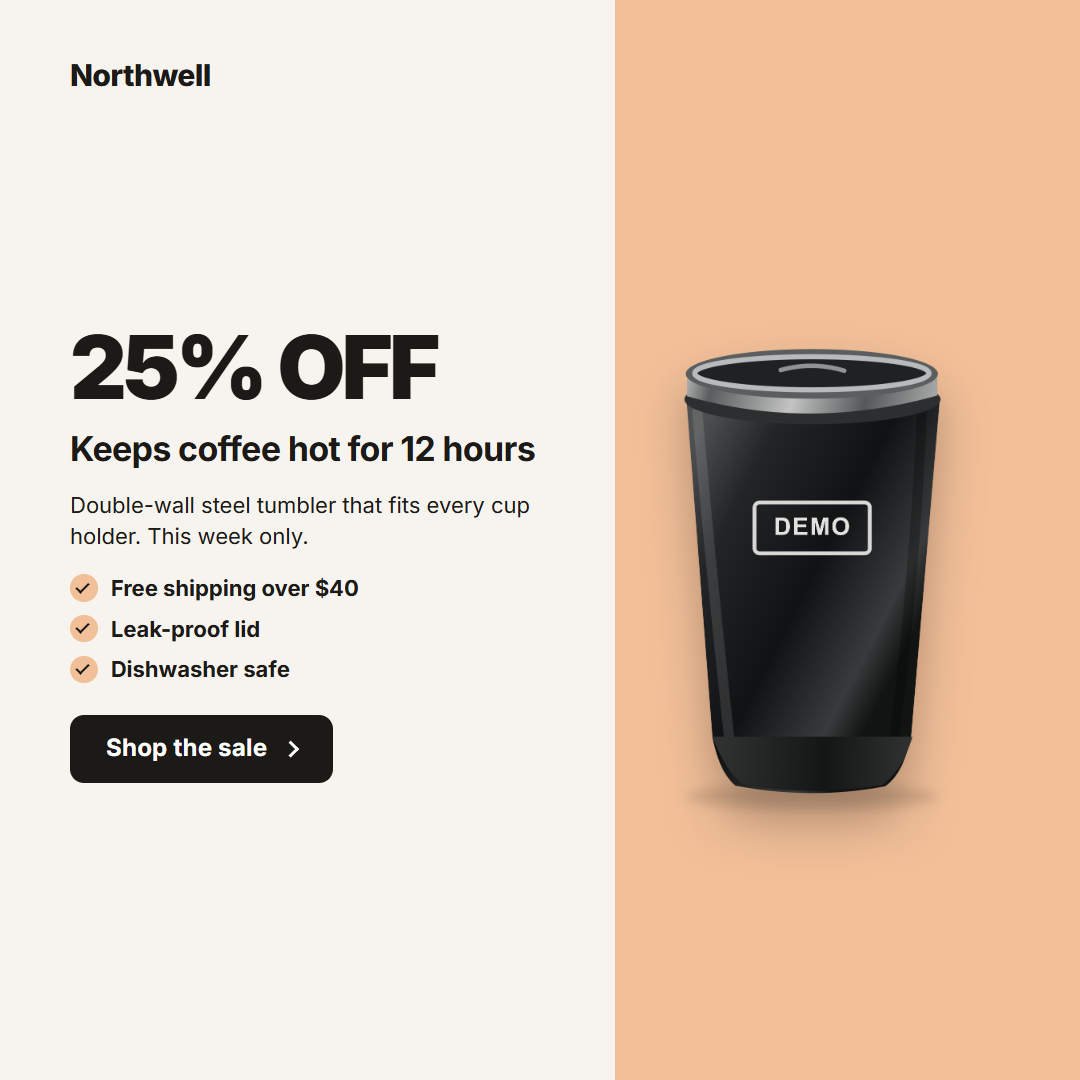 Northwell
25% OFF
Keeps coffee hot for 12 hours
Double-wall steel tumbler that fits every cup
holder. This week only.
Free shipping over $40
Leak-proof lid
Dishwasher safe
Shop the sale
DEMO